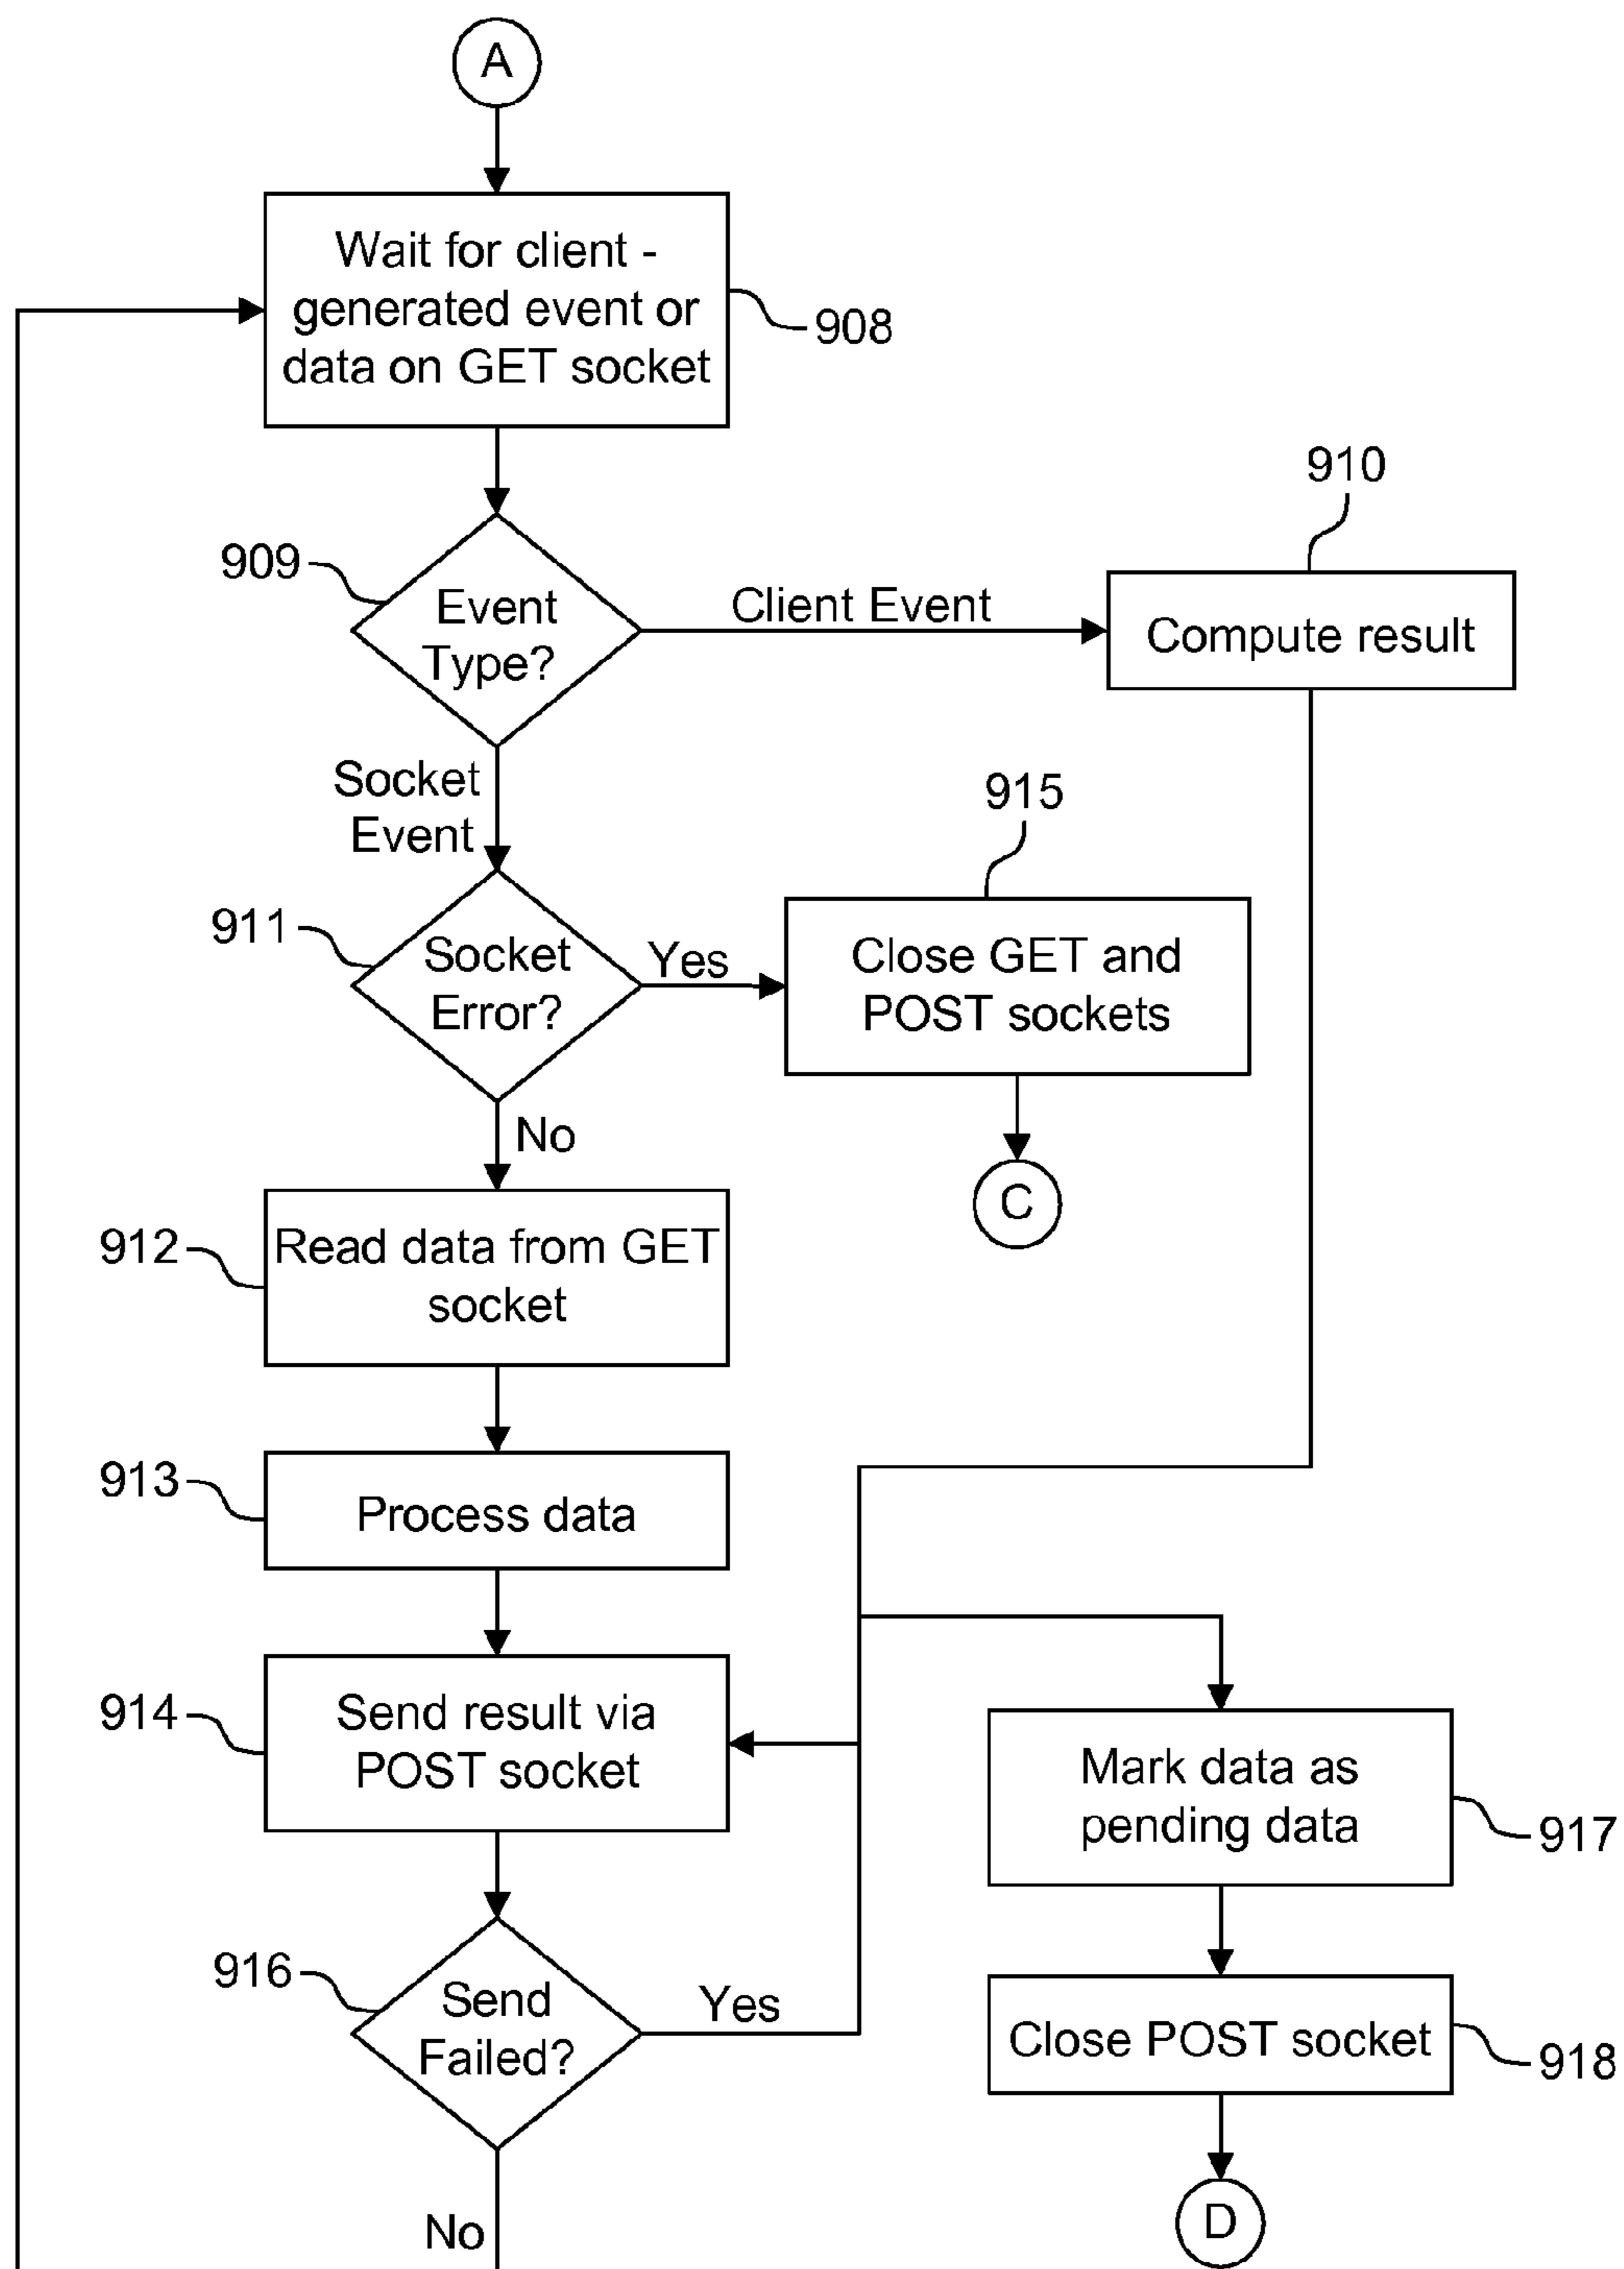 A
Wait for client -
generated event or
data on GET socket
908
910
909
Event
Type?
Client Event
Compute result
Socket
Event
915
911
Socket
Error?
Yes
Close GET and
POST sockets
No
C
912
Read data from GET
socket
913
Process data
914
Send result via
POST socket
Mark data as
pending data
917
916
Send
Failed?
Yes
Close POST socket
918
No
D